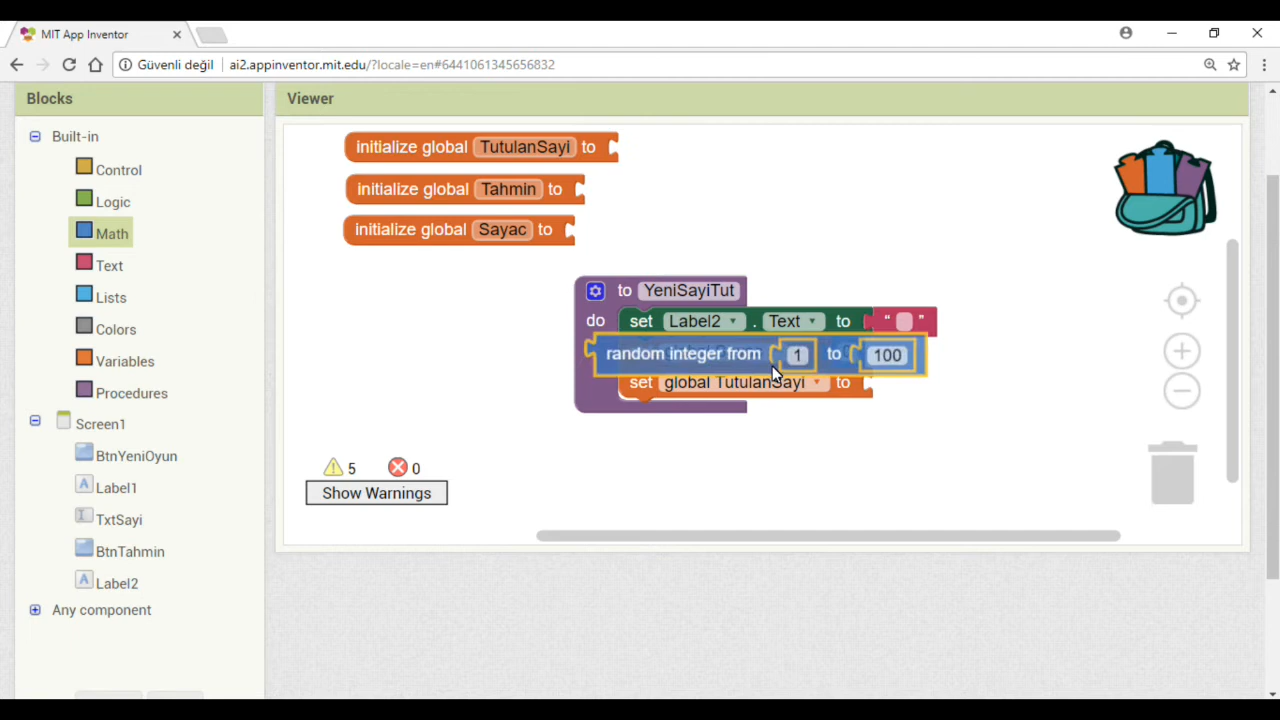 MIT App Inventor
Güvenli değil
ai2.appinventor.mit.edu/?locale=en#6441061345656832
Blocks
Viewer
Built-in
Control
Logic
Math
Text
Lists
Colors
Variables
Procedures
Screen1
BtnYeniOyun
Label1
TxtSayi
BtnTahmin
Label2
Any component
initialize global TutulanSayi to
initialize global Tahmin to
initialize global Sayac to
to YeniSayiTut
do set Label2 . Text to “ ”
random integer from 1 to 100
set global TutulanSayi to
5 0
Show Warnings